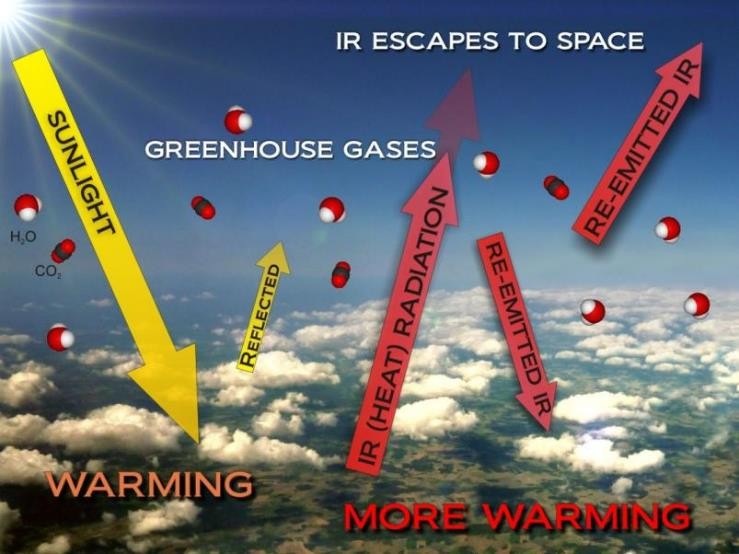 IR ESCAPES TO SPACE
RE-EMITTED IR
SUNLIGHT
GREENHOUSE GASES
H₂O
CO₂
REFLECTED
IR (HEAT) RADIATION
RE-EMITTED IR
WARMING
MORE WARMING